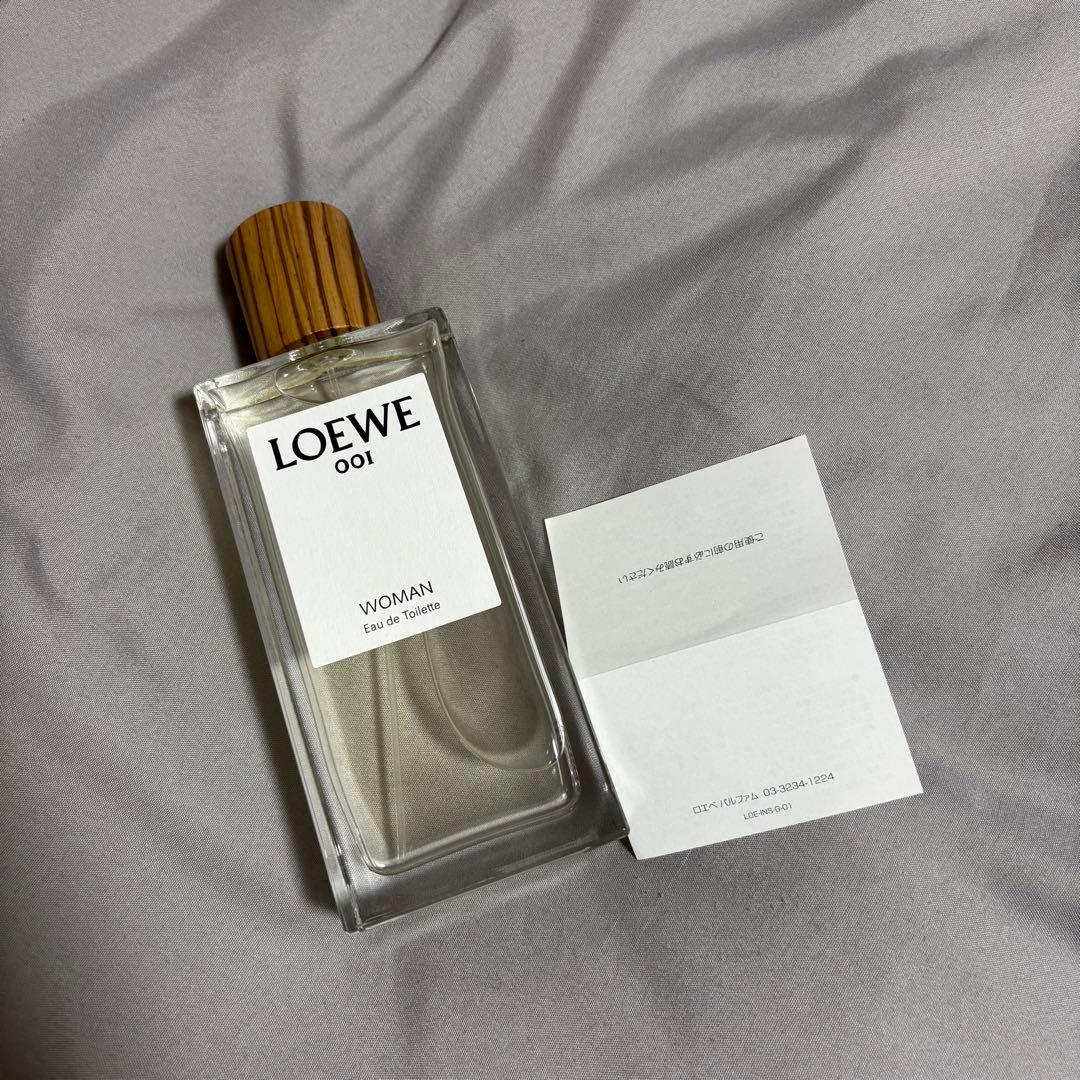 LOEWE
001
WOMAN
Eau de Toilette
ご使用の前に必ずお読みください
ロエベ パルファム 03-3234-1224
LOE-INS-G-01